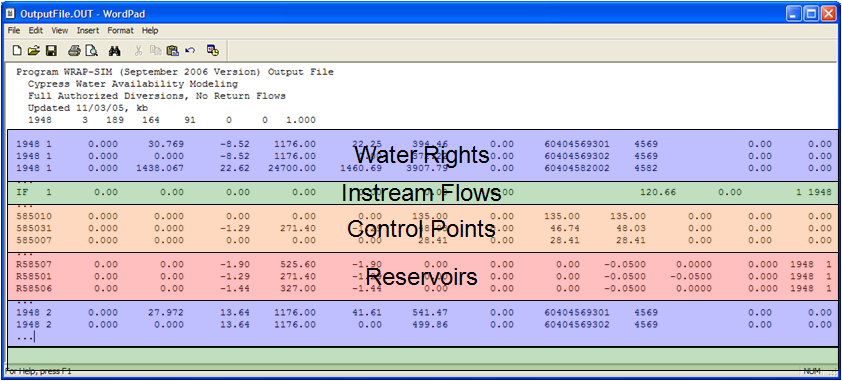 OutputFile.OUT - WordPad
File Edit View Insert Format Help
Program WRAP-SIM (September 2006 Version) Output File
Cypress Water Availability Modeling
Full Authorized Diversions, No Return Flows
Updated 11/03/05, kb
1948 3 189 164 91 0 0 1.000
1948 1 0.000 30.769 -8.52 1176.00 22.25 394.46 0.00 60404569301 4569 0.00 0.00
1948 1 0.000 0.000 -8.52 1176.00 0.00 60404569302 4569 0.00 0.00
1948 1 0.000 1438.067 22.62 24700.00 1460.69 3907.79 0.00 60404582002 4582 0.00 0.00
Water Rights
...
IF 1 0.00 0.00 0.00 0.00 0.00 120.66 0.00 1 1948
Instream Flows
...
585010 0.000 0.000 0.00 0.00 0.00 135.00 0.00 135.00 135.00 0.00 0.00 0.00
585031 0.000 0.000 -1.29 271.40 0.00 46.74 48.03 0.00 0.00 0.00
585007 0.000 0.000 0.00 0.00 0.00 28.41 0.00 28.41 28.41 0.00 0.00 0.00
Control Points
...
R58507 0.00 0.00 -1.90 525.60 -1.90 0.00 0.00 0.00 -0.0500 0.0000 0.000 1948 1
R58501 0.00 0.00 -1.29 271.40 0.00 0.00 -0.0500 -0.0500 0.000 1948 1
R58506 0.00 0.00 -1.44 327.00 -1.44 0.00 0.00 0.00 -0.0500 0.0000 0.000 1948 1
Reservoirs
...
1948 2 0.000 27.972 13.64 1176.00 41.61 541.47 0.00 60404569301 4569 0.00 0.00
1948 2 0.000 0.000 13.64 1176.00 0.00 499.86 0.00 60404569302 4569 0.00 0.00
...
For Help, press F1
NUM